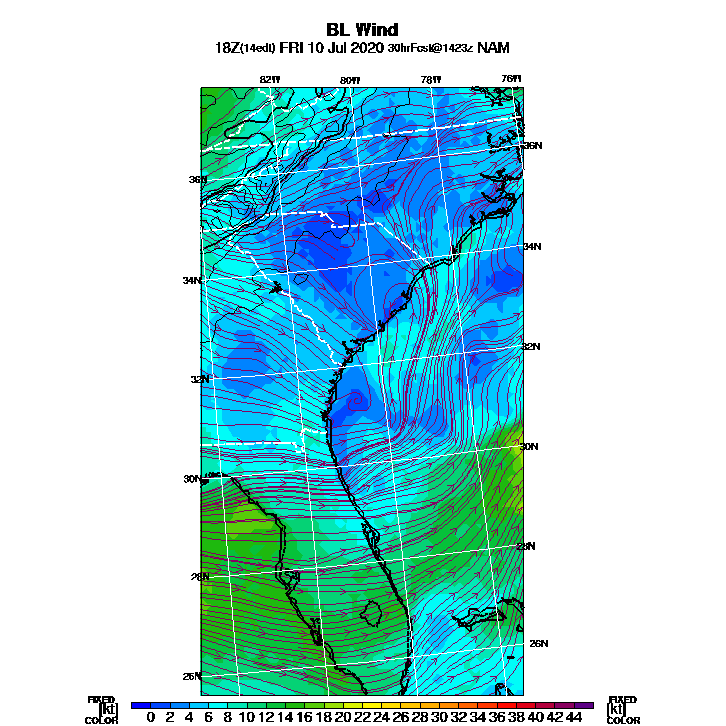 BL Wind
18Z(14edt) FRI 10 Jul 2020 30hrFcst@1423z NAM
82W 80W 78W 76W
36N
36N
34N
34N
32N
32N
30N
30N
28N
28N
26N
26N
FIXED FIXED
[kt] [kt]
COLOR COLOR
0 2 4 6 8 10 12 14 16 18 20 22 24 26 28 30 32 34 36 38 40 42 44